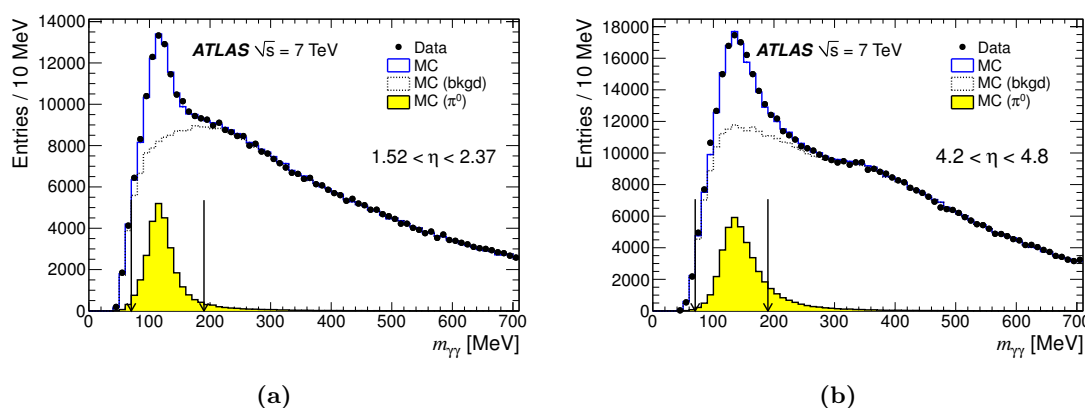 Entries / 10 MeV
14000
12000
10000
8000
6000
4000
2000
0
ATLAS √s = 7 TeV
Data
MC
MC (bkgd)
MC (π⁰)
1.52 < η < 2.37
0 100 200 300 400 500 600 700
mγγ [MeV]
(a)
Entries / 10 MeV
18000
16000
14000
12000
10000
8000
6000
4000
2000
0
ATLAS √s = 7 TeV
Data
MC
MC (bkgd)
MC (π⁰)
4.2 < η < 4.8
0 100 200 300 400 500 600 700
mγγ [MeV]
(b)